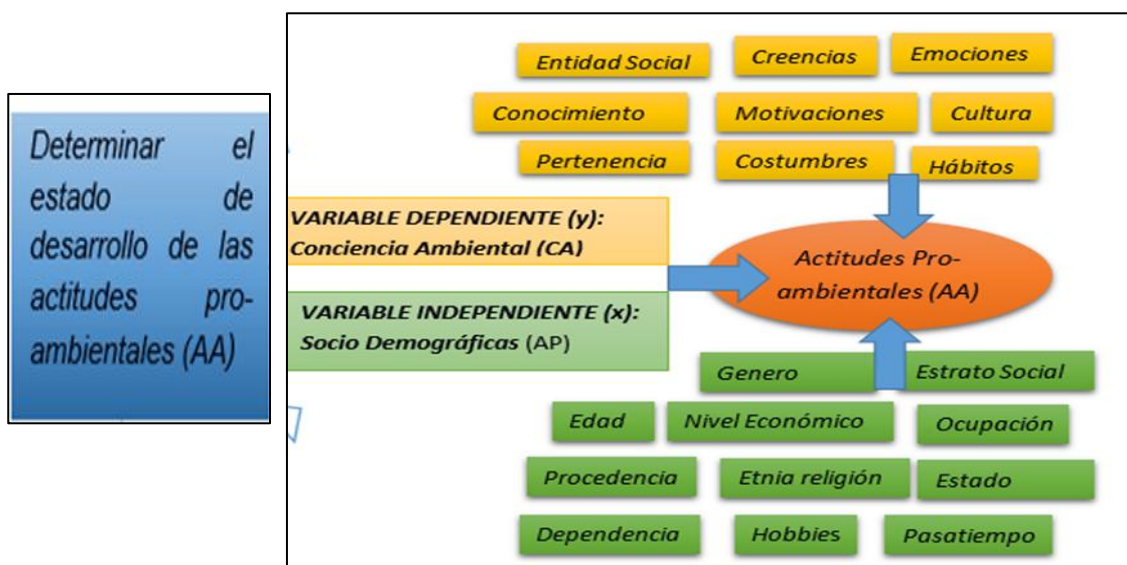 Determinar el
estado de
desarrollo de las
actitudes pro-
ambientales (AA)
Entidad Social
Creencias
Emociones
Conocimiento
Motivaciones
Cultura
Pertenencia
Costumbres
Hábitos
VARIABLE DEPENDIENTE (y):
Conciencia Ambiental (CA)
VARIABLE INDEPENDIENTE (x):
Socio Demográficas (AP)
Actitudes Pro-
ambientales (AA)
Genero
Estrato Social
Edad
Nivel Económico
Ocupación
Procedencia
Etnia religión
Estado
Dependencia
Hobbies
Pasatiempo